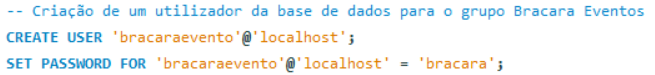 -- Criação de um utilizador da base de dados para o grupo Bracara Eventos
CREATE USER 'bracaraevento'@'localhost';
SET PASSWORD FOR 'bracaraevento'@'localhost' = 'bracara';